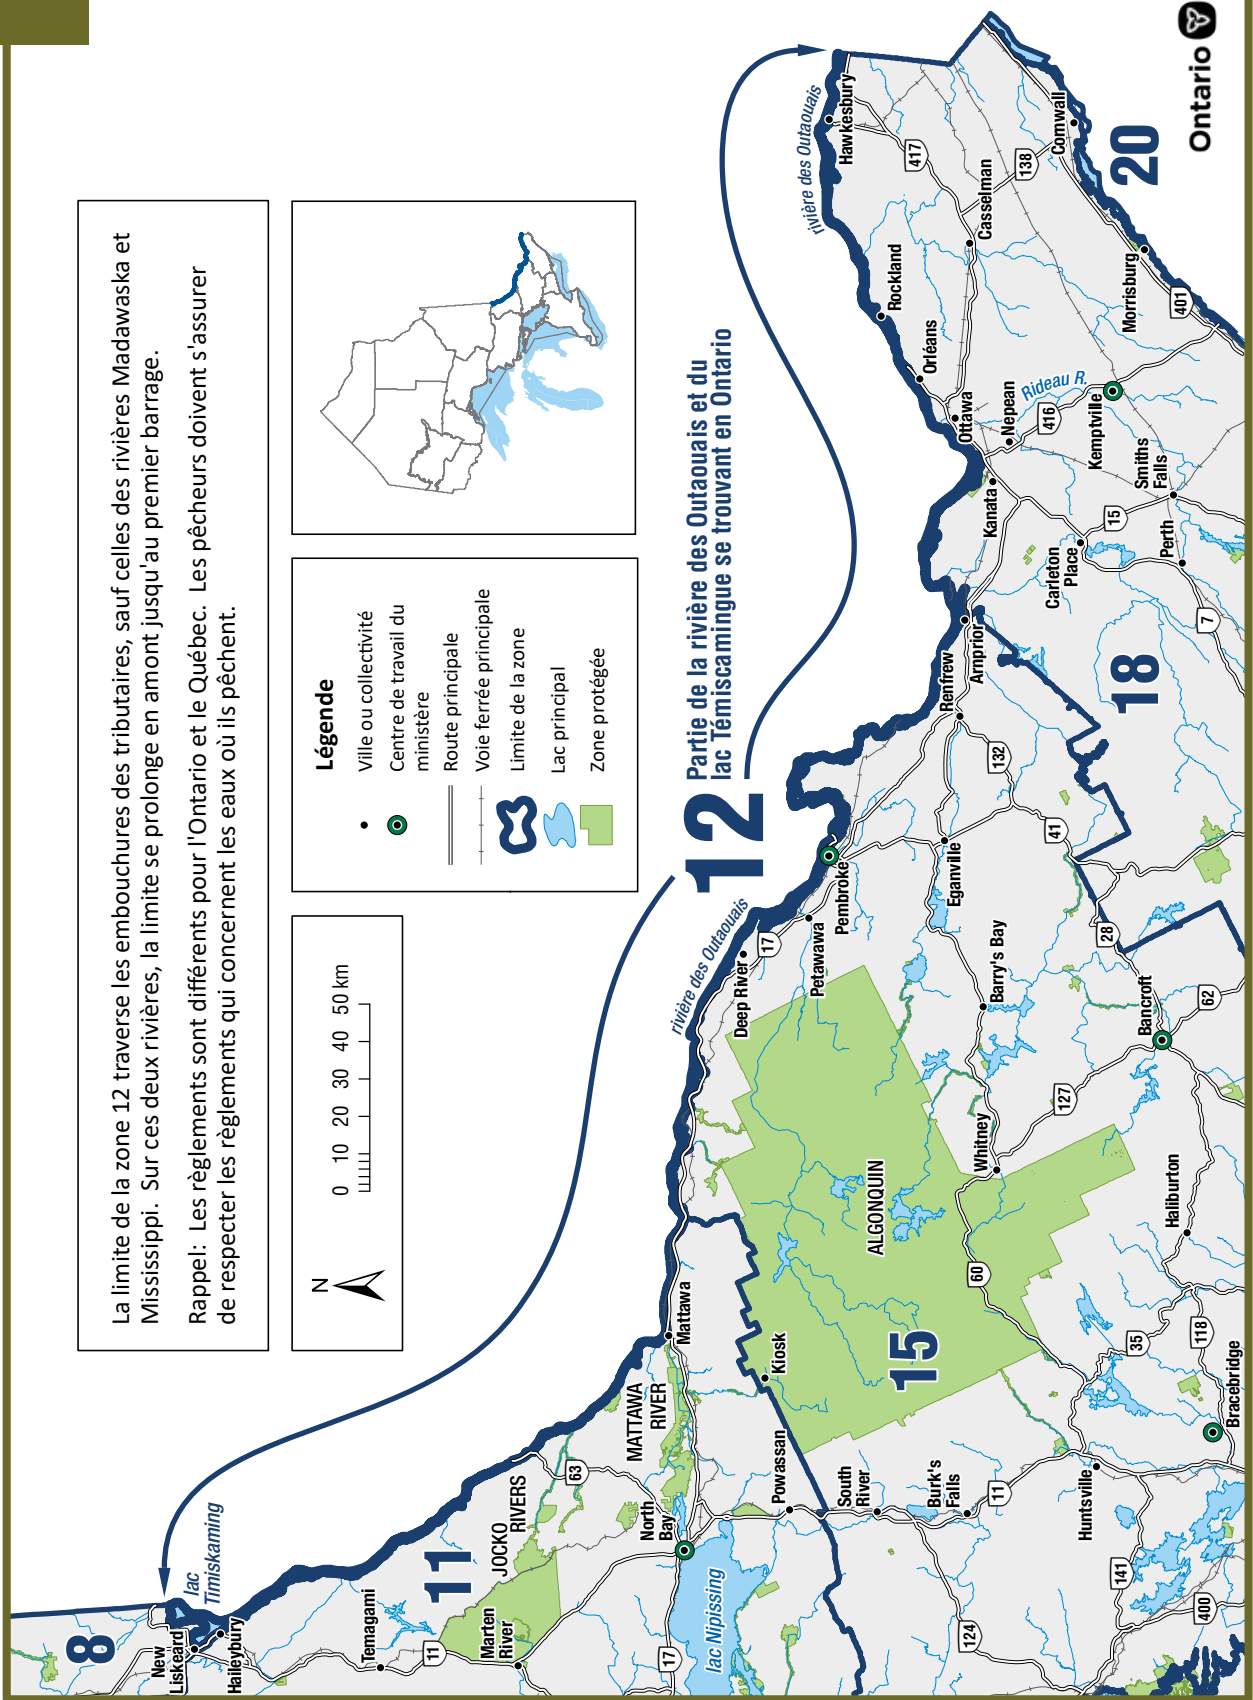 La limite de la zone 12 traverse les embouchures des tributaires, sauf celles des rivières Madawaska et
Mississippi.  Sur ces deux rivières, la limite se prolonge en amont jusqu'au premier barrage.
Rappel:  Les règlements sont différents pour l'Ontario et le Québec.  Les pêcheurs doivent s'assurer
de respecter les règlements qui concernent les eaux où ils pêchent.
N
0 10 20 30 40 50 km
Légende
Ville ou collectivité
Centre de travail du
ministère
Route principale
Voie ferrée principale
Limite de la zone
Lac principal
Zone protégée
12
Partie de la rivière des Outaouais et du
lac Témiscamingue se trouvant en Ontario
8
New
Liskeard
Haileybury
lac
Timiskaming
Temagami
11
11
Marten
River
JOCKO
RIVERS
63
MATTAWA
RIVER
North
Bay
17
lac Nipissing
Mattawa
Kiosk
Powassan
South
River
Burk's
Falls
11
124
Huntsville
141
400
Bracebridge
118
35
15
60
ALGONQUIN
Whitney
Haliburton
127
Bancroft
62
28
Barry's Bay
rivière des Outaouais
Deep River
17
Petawawa
Pembroke
Eganville
41
132
Renfrew
Arnprior
18
7
Perth
Carleton
Place
15
Smiths
Falls
Kanata
Nepean
416
Kemptville
Rideau R.
Ottawa
Orléans
Rockland
rivière des Outaouais
Hawkesbury
417
Casselman
138
Cornwall
Morrisburg
401
20
Ontario